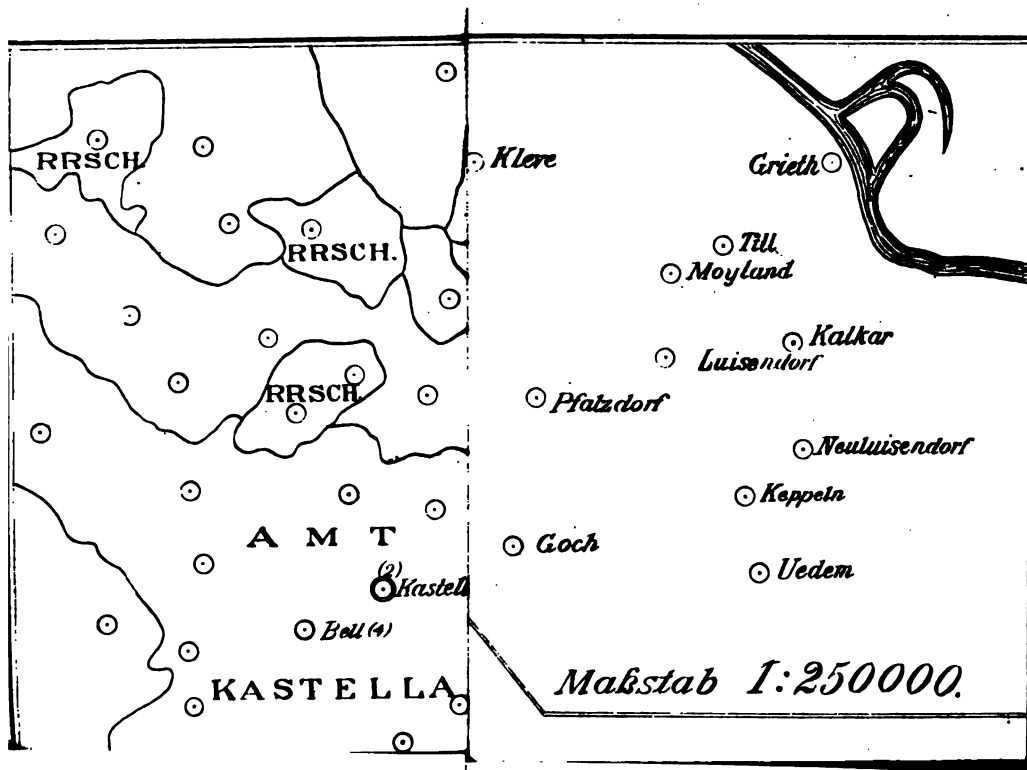 RRSCH.
Kleve
Grieth
RRSCH.
Till
Moyland
Kalkar
Luisendorf
RRSCH.
Pfalzdorf
Neuluisendorf
Keppeln
AMT
Goch
(2)
Kastell
Uedem
Bell (4)
KASTELLA
Maßstab 1:250000.